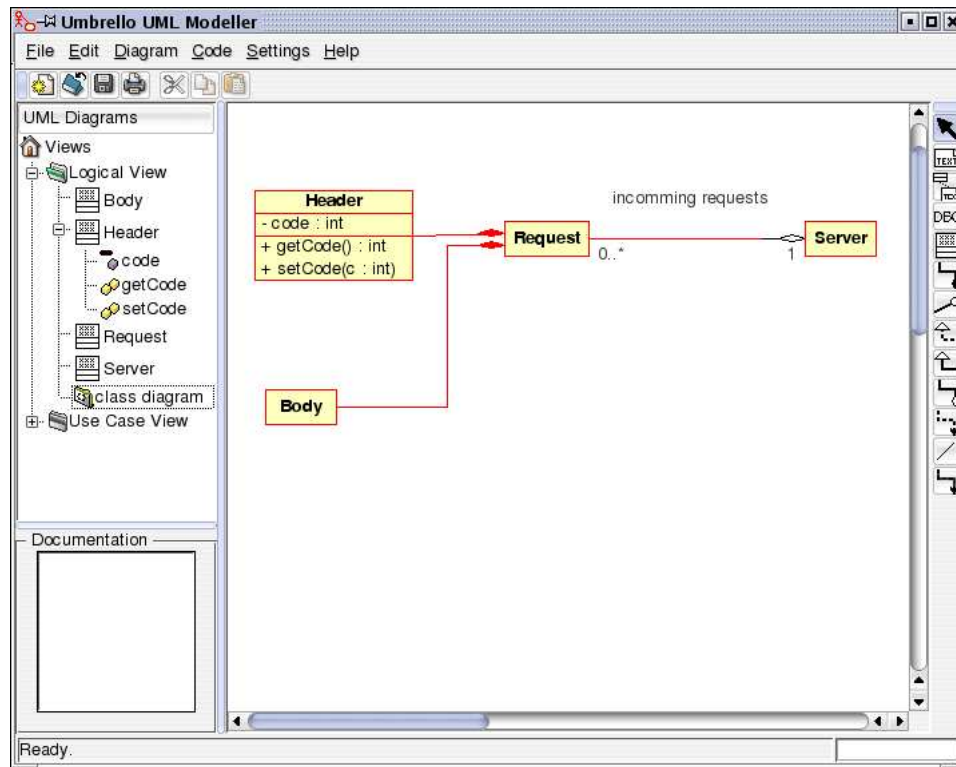 Umbrello UML Modeller
File Edit Diagram Code Settings Help
UML Diagrams
Views
Logical View
Body
Header
code
getCode
setCode
Request
Server
class diagram
Use Case View
Documentation
Header
- code : int
+ getCode() : int
+ setCode(c : int)
Body
Request
incomming requests
0..*
1
Server
TEXT
Ready.